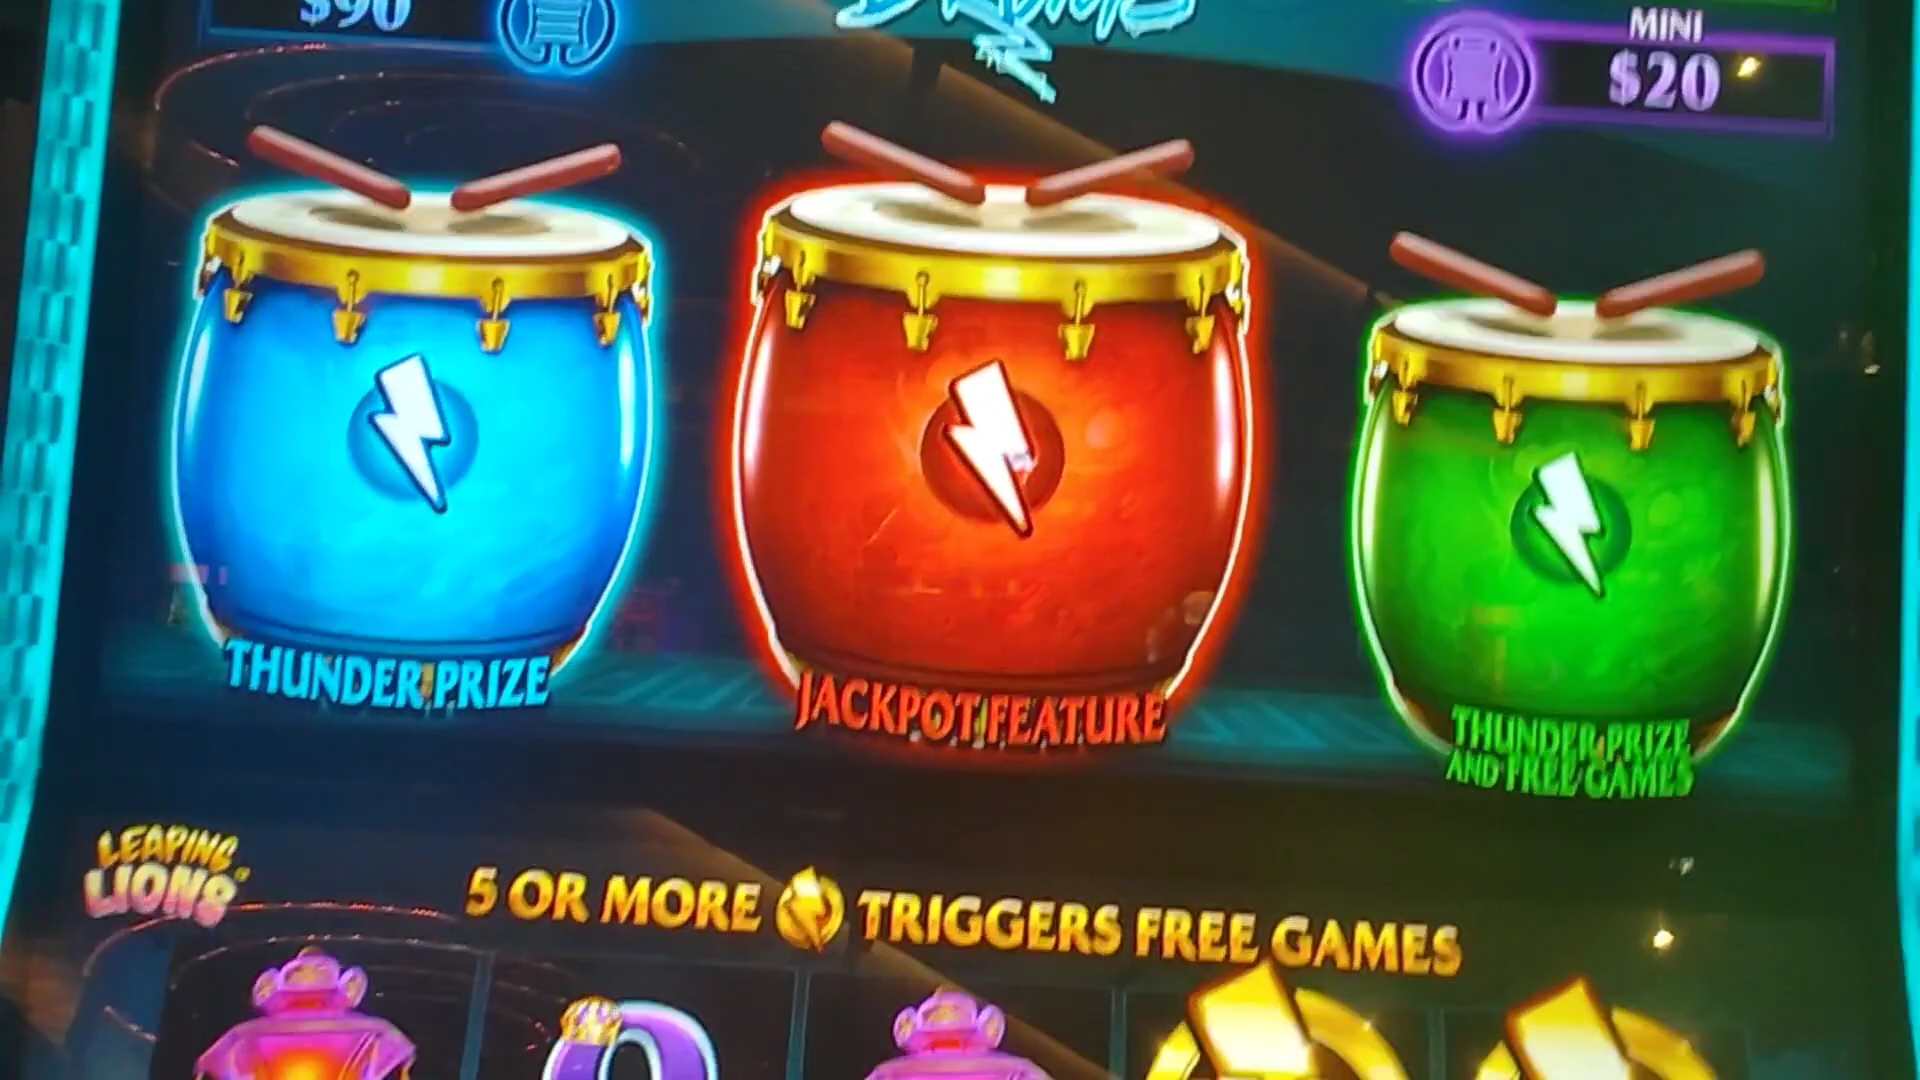 $90
MINI
$20
THUNDER PRIZE
JACKPOT FEATURE
THUNDER PRIZE
AND FREE GAMES
LEAPING
LIONS
5 OR MORE TRIGGERS FREE GAMES